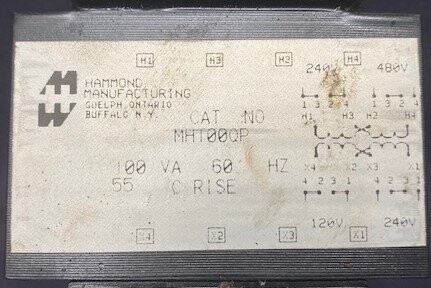 H1 H3 H2 H4
HAMMOND
MANUFACTURING
GUELPH, ONTARIO
BUFFALO N.Y.
CAT NO
MH100QP
100 VA 60 HZ
55 C RISE
240V 480V
1 3 2 4 1 3 2 4
H1 H3 H2 H4
X4 X2 X3 X1
4 2 3 1 4 2 3 1
120V 240V
X4 X2 X3 X1